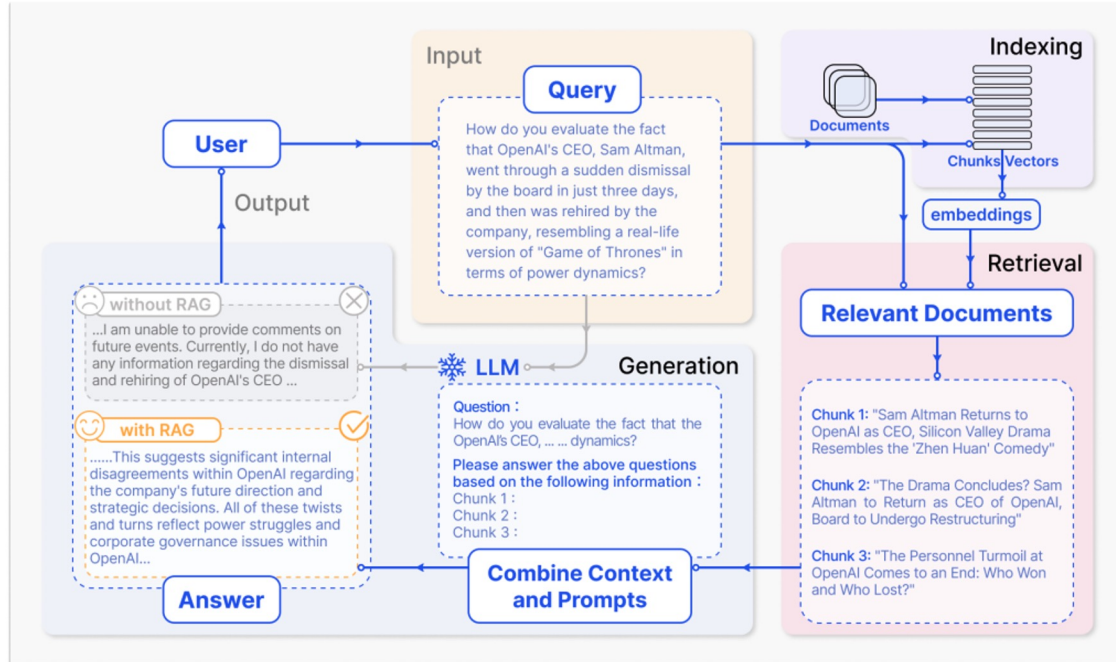 Input
Query
How do you evaluate the fact
that OpenAI's CEO, Sam Altman,
went through a sudden dismissal
by the board in just three days,
and then was rehired by the
company, resembling a real-life
version of "Game of Thrones" in
terms of power dynamics?
Indexing
Documents
Chunks Vectors
embeddings
User
Output
Retrieval
Relevant Documents
Chunk 1: "Sam Altman Returns to
OpenAI as CEO, Silicon Valley Drama
Resembles the 'Zhen Huan' Comedy"
Chunk 2: "The Drama Concludes? Sam
Altman to Return as CEO of OpenAI,
Board to Undergo Restructuring"
Chunk 3: "The Personnel Turmoil at
OpenAI Comes to an End: Who Won
and Who Lost?"
LLM
Generation
Question :
How do you evaluate the fact that the
OpenAI's CEO, ... ... dynamics?
Please answer the above questions
based on the following information :
Chunk 1 :
Chunk 2 :
Chunk 3 :
Combine Context
and Prompts
without RAG
...I am unable to provide comments on
future events. Currently, I do not have
any information regarding the dismissal
and rehiring of OpenAI's CEO ...
with RAG
......This suggests significant internal
disagreements within OpenAI regarding
the company's future direction and
strategic decisions. All of these twists
and turns reflect power struggles and
corporate governance issues within
OpenAI...
Answer